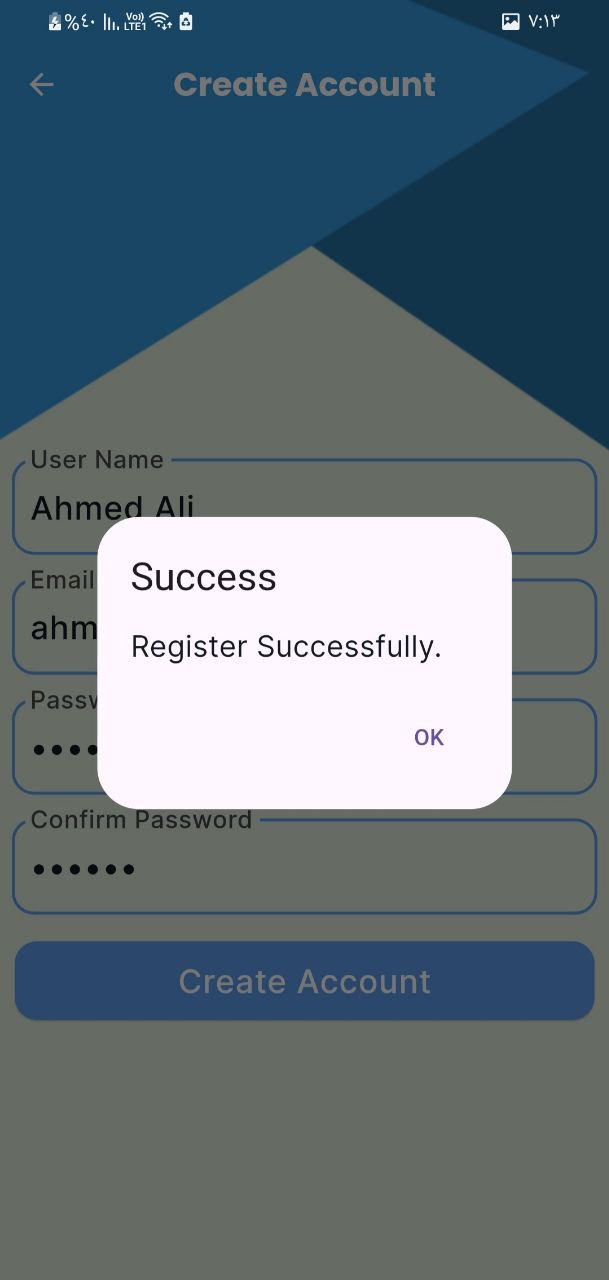 %٤٠ Vo)) LTE1 ٧:١٣
Create Account
User Name
Ahmed Ali
Email
ahm
Passw
Success
Register Successfully.
OK
Confirm Password
Create Account